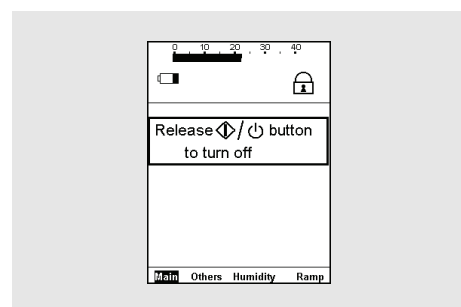 0 10 20 30 40
Release /⏻ button
to turn off
Main Others Humidity Ramp